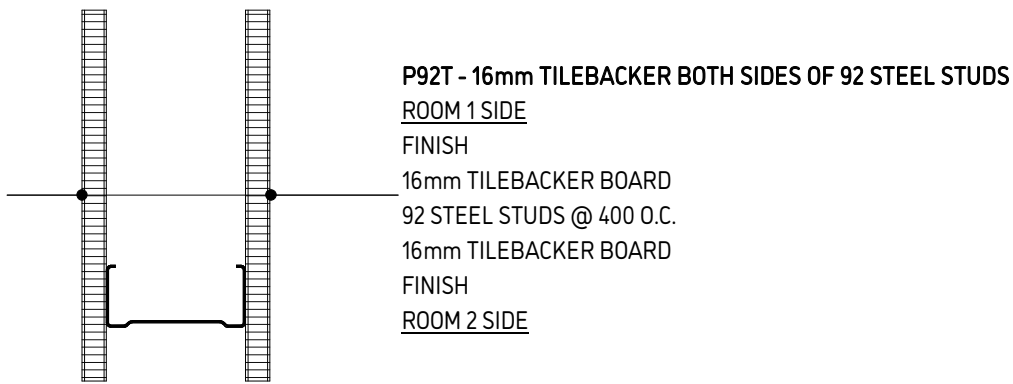 P92T - 16mm TILEBACKER BOTH SIDES OF 92 STEEL STUDS
ROOM 1 SIDE
FINISH
16mm TILEBACKER BOARD
92 STEEL STUDS @ 400 O.C.
16mm TILEBACKER BOARD
FINISH
ROOM 2 SIDE